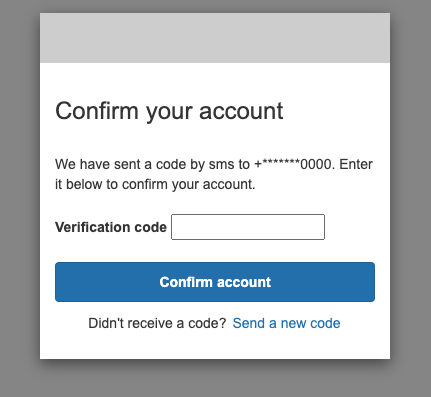 Confirm your account
We have sent a code by sms to +*******0000. Enter
it below to confirm your account.
Verification code
Confirm account
Didn't receive a code? Send a new code